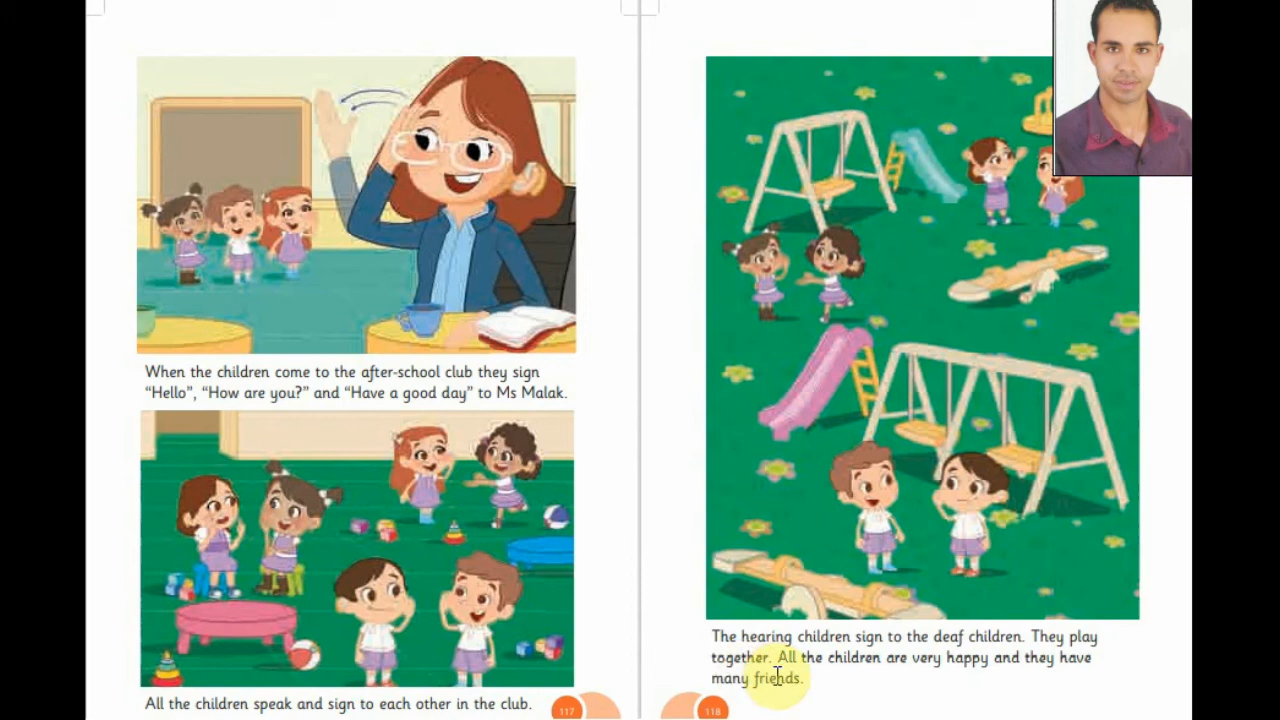 When the children come to the after-school club they sign
“Hello”, “How are you?” and “Have a good day” to Ms Malak.
All the children speak and sign to each other in the club.
117
The hearing children sign to the deaf children. They play
together. All the children are very happy and they have
many friends.
118